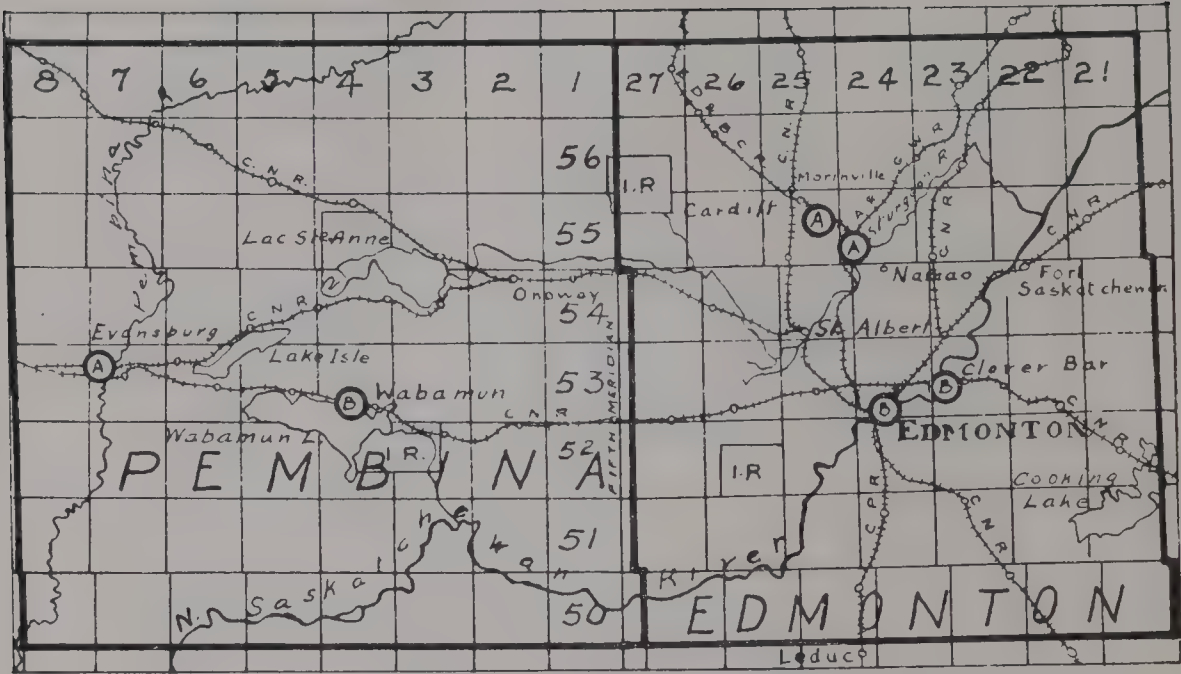 8 7 6 5 4 3 2 1 27 26 25 24 23 22 21
C. N. R.
56
I.R
E D & B C R
C. N. R
Morinville
A & G W R
Sturgeon R
C N R
Cardiff
A
A
55
Lac Ste Anne
Pembina
Onoway
Namao
C N R
Fort
Saskatchewan
54
C N R
Evansburg
Lake Isle
St. Albert
FIFTH MERIDIAN
A
53
B
Wabamun
C N R
Clover Bar
B
B
EDMONTON
C N R
Wabamun L.
I R.
52
I.R
PEMBINA
Cooking
Lake
C P R
C N R
51
N. Saskatchewan River
50
EDMONTON
Leduc